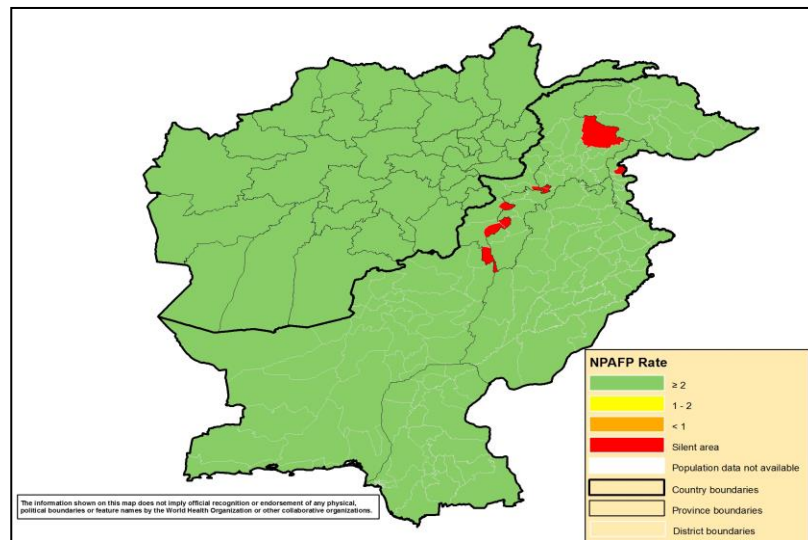 NPAFP Rate
≥ 2
1 - 2
< 1
Silent area
Population data not available
Country boundaries
Province boundaries
District boundaries
The information shown on this map does not imply official recognition or endorsement of any physical,
political boundaries or feature names by the World Health Organization or other collaborative organizations.